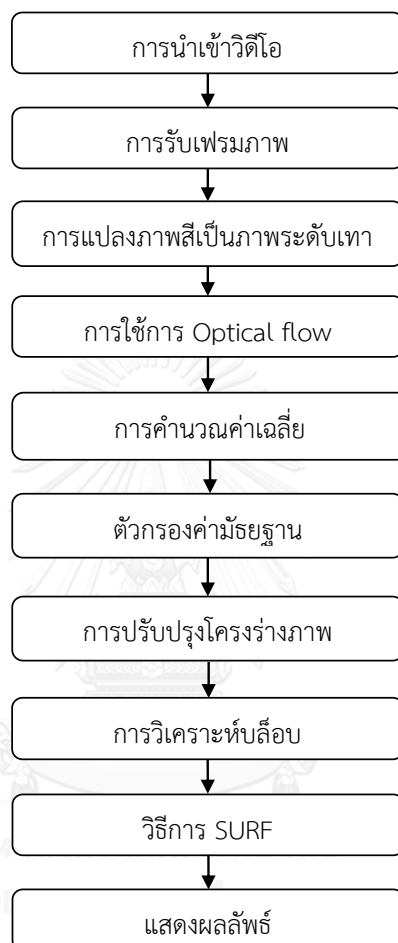 การนำเข้าวิดีโอ
การรับเฟรมภาพ
การแปลงภาพสีเป็นภาพระดับเทา
การใช้การ Optical flow
การคำนวณค่าเฉลี่ย
ตัวกรองค่ามัธยฐาน
การปรับปรุงโครงร่างภาพ
การวิเคราะห์บล็อบ
วิธีการ SURF
แสดงผลลัพธ์